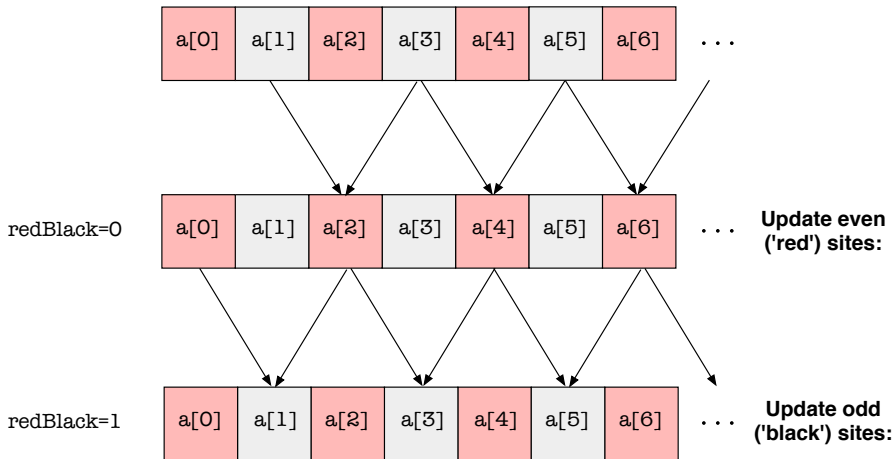 a[0] a[1] a[2] a[3] a[4] a[5] a[6] ...
redBlack=0 a[0] a[1] a[2] a[3] a[4] a[5] a[6] ... Update even
('red') sites:
redBlack=1 a[0] a[1] a[2] a[3] a[4] a[5] a[6] ... Update odd
('black') sites: